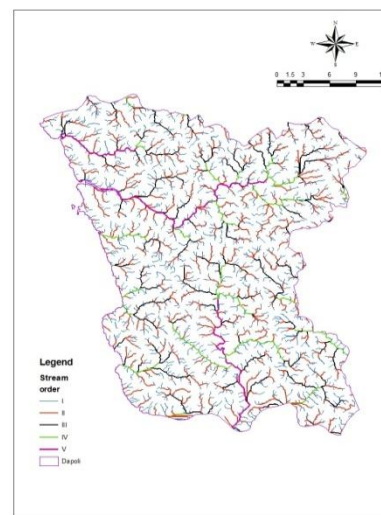 N
W E
S
0 1.5 3 6 9
Legend
Stream
order
I
II
III
IV
V
Dapoli